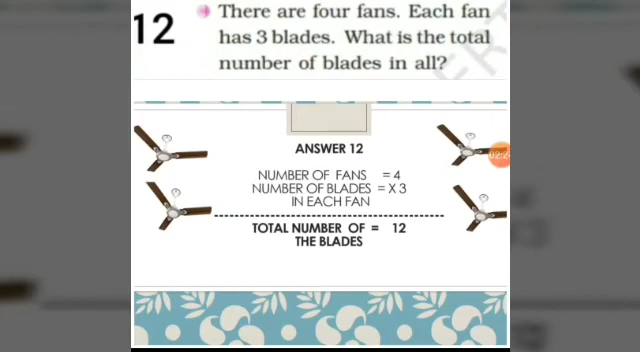 12
There are four fans. Each fan
has 3 blades. What is the total
number of blades in all?
ANSWER 12
NUMBER OF FANS = 4
NUMBER OF BLADES = X 3
IN EACH FAN
TOTAL NUMBER OF = 12
THE BLADES